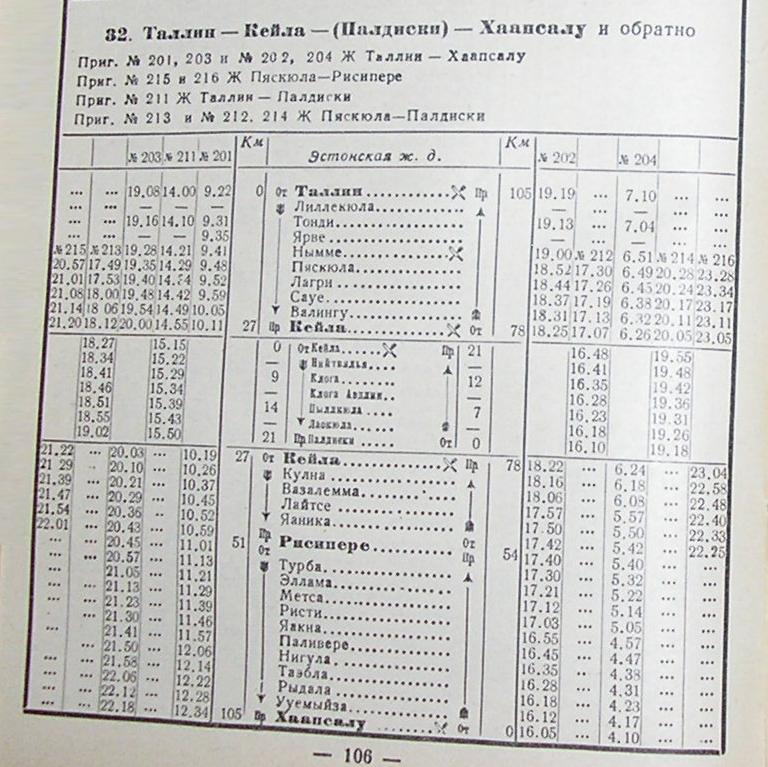 32. Таллин — Кейла — (Палдиски) — Хаапсалу и обратно
Приг. № 201, 203 и № 202, 204 Ж Таллин — Хаапсалу
Приг. № 215 и 216 Ж Пяскюла—Рисипере
Приг. № 211 Ж Таллин — Палдиски
Приг. № 213 и № 212, 214 Ж Пяскюла—Палдиски
№ 203 № 211 № 201 Км Эстонская ж. д. Км № 202 № 204
... ... 19.08 14.00 9.22 0 От Таллин Пр 105 19.19 ... 7.10 ... ...
... ... — — — Лиллекюла — ... — ... ...
... ... 19.16 14.10 9.31 Тонди 19.13 ... 7.04 ... ...
... ... — — 9.35 Ярве — ... — ... ...
№ 215 № 213 19.28 14.21 9.41 Нымме 19.00 № 212 6.51 № 214 № 216
20.57 17.49 19.35 14.29 9.48 Пяскюла 18.52 17.30 6.49 20.28 23.28
21.01 17.53 19.40 14.34 9.52 Лагри 18.44 17.26 6.45 20.24 23.34
21.08 18.00 19.48 14.42 9.59 Сауе 18.37 17.19 6.38 20.17 23.17
21.14 18 06 19.54 14.49 10.05 Валингу 18.31 17.13 6.32 20.11 23.11
21.20 18.12 20.00 14.55 10.11 27 Пр Кейла От 78 18.25 17.07 6.26 20.05 23.05
18.27 15.15 0 От Кейла Пр 21 16.48 19.55
18.34 15.22 — Нийтвялья — 16.41 19.48
18.41 15.29 9 Клога 12 16.35 19.42
18.46 15.34 — Клога Аедлин — 16.28 19.36
18.51 15.39 14 Пыллкюла 7 16.23 19.31
18.55 15.43 — Лаокюла — 16.18 19.26
19.02 15.50 21 Пр Палдиски От 0 16.10 19.18
21.22 ... 20.03 ... 10.19 27 От Кейла Пр 78 18.22 ... 6.24 ... 23.04
21 29 ... 20.10 ... 10.26 Кулна 18.16 ... 6.18 ... 22.58
21.39 ... 20.21 ... 10.37 Вазалемма 18.06 ... 6.08 ... 22.48
21.47 ... 20.29 ... 10.45 Лайтсе 17.57 ... 5.57 ... 22.40
21.54 ... 20.36 ... 10.52 Яаника 17.50 ... 5.50 ... 22.33
22.01 ... 20.43 ... 10.59 51 Пр Рисипере От 54 17.42 ... 5.42 ... 22.25
... ... 20.45 ... 11.01 От Пр 17.40 ... 5.40 ... ...
... ... 20.57 ... 11.13 Турба 17.30 ... 5.32 ... ...
... ... 21.05 ... 11.21 Эллама 17.21 ... 5.22 ... ...
... ... 21.13 ... 11.29 Метса 17.12 ... 5.14 ... ...
... ... 21.23 ... 11.39 Ристи 17.03 ... 5.05 ... ...
... ... 21.30 ... 11.46 Яакна 16.55 ... 4.57 ... ...
... ... 21.41 ... 11.57 Паливере 16.45 ... 4.47 ... ...
... ... 21.50 ... 12.06 Нигула 16.35 ... 4.38 ... ...
... ... 21.58 ... 12.14 Таэбла 16.28 ... 4.31 ... ...
... ... 22.06 ... 12.22 Рыдала 16.18 ... 4.23 ... ...
... ... 22.12 ... 12.28 Ууемыйза 16.12 ... 4.17 ... ...
... ... 22.18 ... 12.34 105 Пр Хаапсалу От 0 16.05 ... 4.10 ... ...
— 106 —